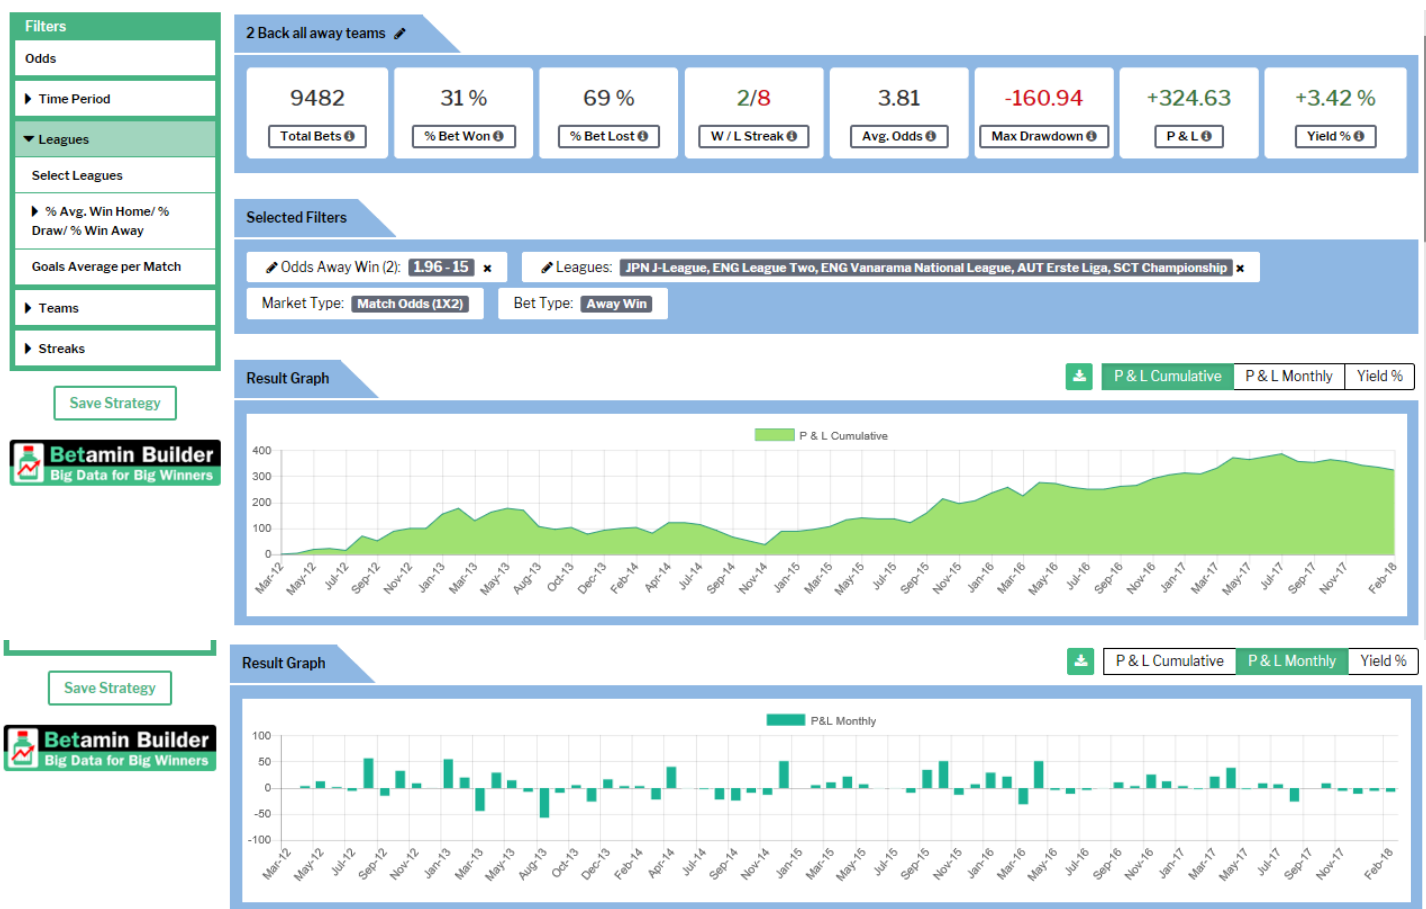 Filters
Odds
Time Period
Leagues
Select Leagues
% Avg. Win Home/ %
Draw/ % Win Away
Goals Average per Match
Teams
Streaks
Save Strategy
Betamin Builder
Big Data for Big Winners
2 Back all away teams
9482 31 % 69 % 2/8 3.81 -160.94 +324.63 +3.42 %
Total Bets % Bet Won % Bet Lost W / L Streak Avg. Odds Max Drawdown P & L Yield %
Selected Filters
Odds Away Win (2): 1.96 - 15 × Leagues: JPN J-League, ENG League Two, ENG Vanarama National League, AUT Erste Liga, SCT Championship ×
Market Type: Match Odds (1X2) Bet Type: Away Win
Result Graph P & L Cumulative P & L Monthly Yield %
P & L Cumulative
400
300
200
100
0
Mar-12 May-12 Jul-12 Sep-12 Nov-12 Jan-13 Mar-13 May-13 Aug-13 Oct-13 Dec-13 Feb-14 Apr-14 Jul-14 Sep-14 Nov-14 Jan-15 Mar-15 May-15 Jul-15 Sep-15 Nov-15 Jan-16 Mar-16 May-16 Jul-16 Sep-16 Nov-16 Jan-17 Mar-17 May-17 Jul-17 Sep-17 Nov-17 Feb-18
Save Strategy
Betamin Builder
Big Data for Big Winners
Result Graph P & L Cumulative P & L Monthly Yield %
P&L Monthly
100
50
0
-50
-100
Mar-12 May-12 Jul-12 Sep-12 Nov-12 Jan-13 Mar-13 May-13 Aug-13 Oct-13 Dec-13 Feb-14 Apr-14 Jul-14 Sep-14 Nov-14 Jan-15 Mar-15 May-15 Jul-15 Sep-15 Nov-15 Jan-16 Mar-16 May-16 Jul-16 Sep-16 Nov-16 Jan-17 Mar-17 May-17 Jul-17 Sep-17 Nov-17 Feb-18